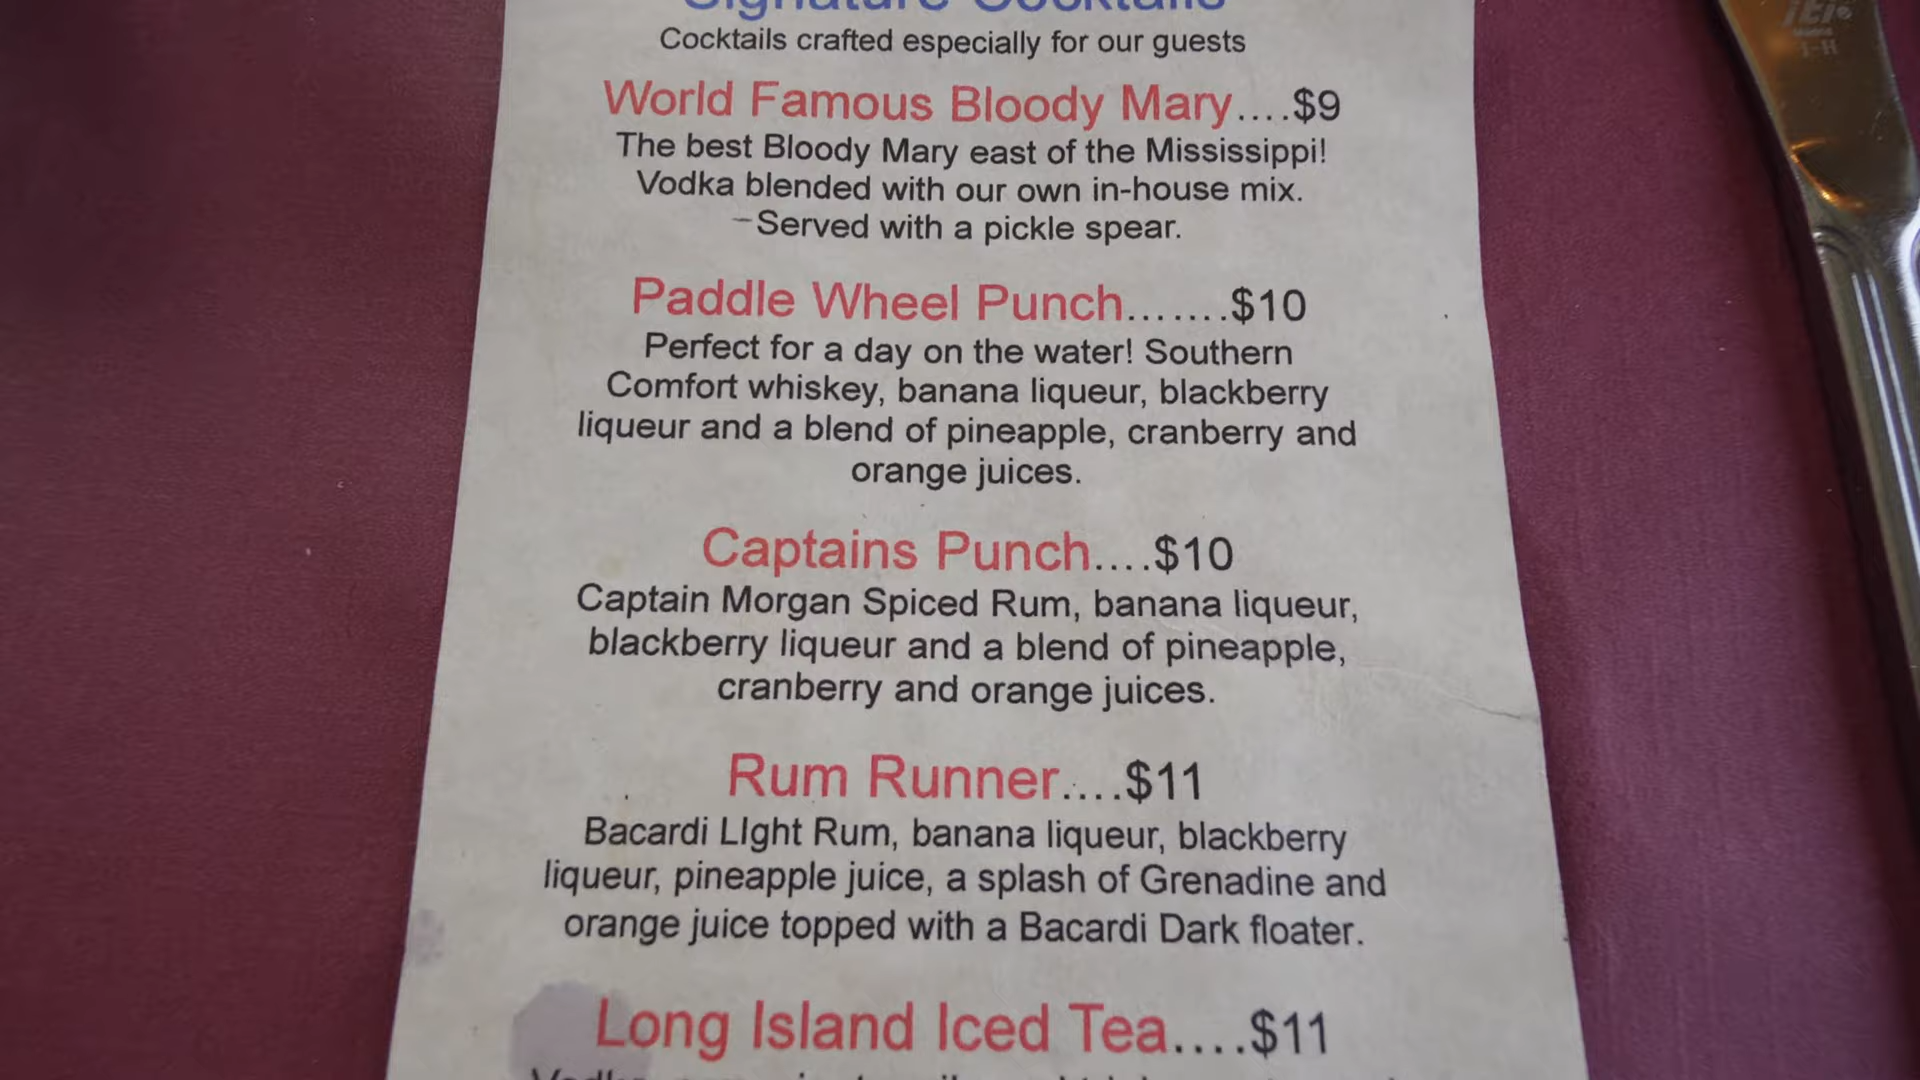 Signature Cocktails
Cocktails crafted especially for our guests
World Famous Bloody Mary....$9
The best Bloody Mary east of the Mississippi!
Vodka blended with our own in-house mix.
Served with a pickle spear.
Paddle Wheel Punch.......$10
Perfect for a day on the water! Southern
Comfort whiskey, banana liqueur, blackberry
liqueur and a blend of pineapple, cranberry and
orange juices.
Captains Punch....$10
Captain Morgan Spiced Rum, banana liqueur,
blackberry liqueur and a blend of pineapple,
cranberry and orange juices.
Rum Runner....$11
Bacardi LIght Rum, banana liqueur, blackberry
liqueur, pineapple juice, a splash of Grenadine and
orange juice topped with a Bacardi Dark floater.
Long Island Iced Tea....$11